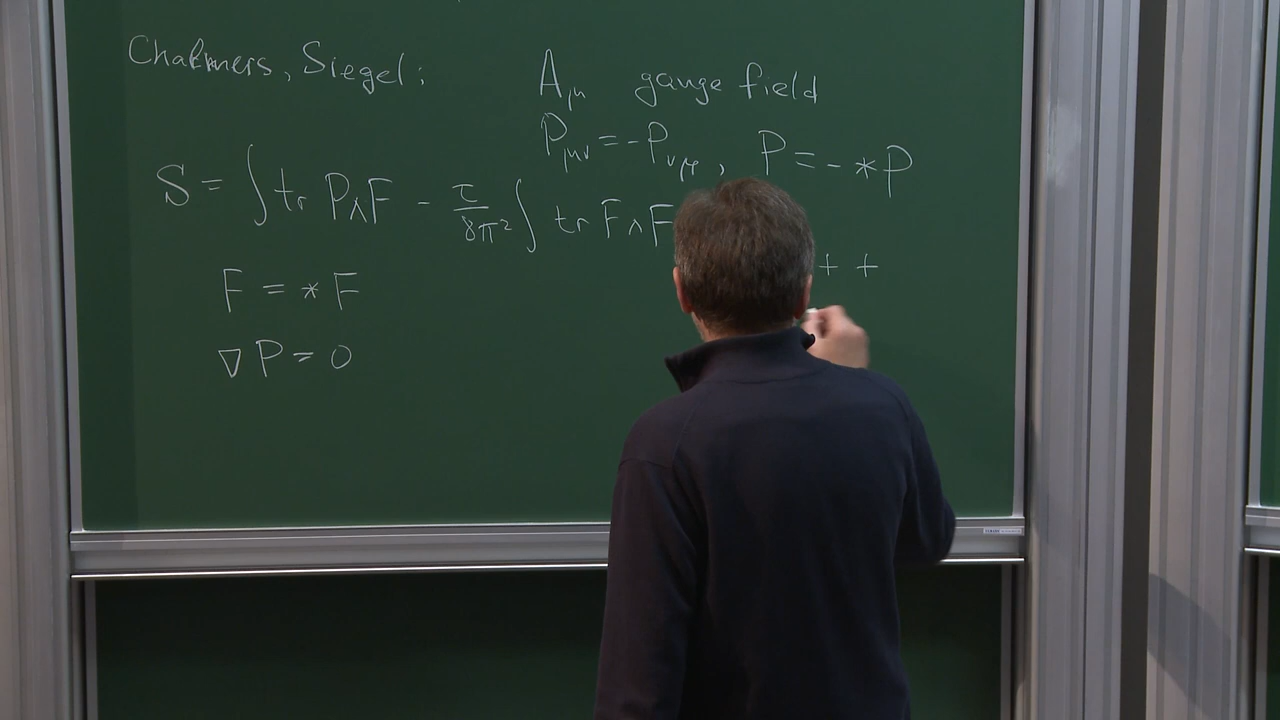 Chalmers, Siegel:
A_μ gauge field
P_μν = -P_νμ, P = - *P
S = ∫ tr P∧F - τ/8π² ∫ tr F∧F
+ +
F = * F
∇ P = 0